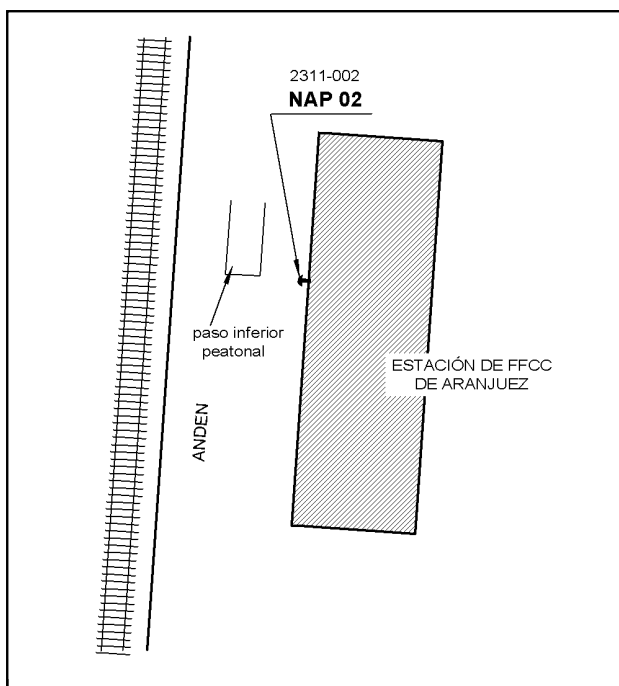 2311-002
NAP 02
paso inferior
peatonal
ESTACIÓN DE FFCC
DE ARANJUEZ
ANDEN